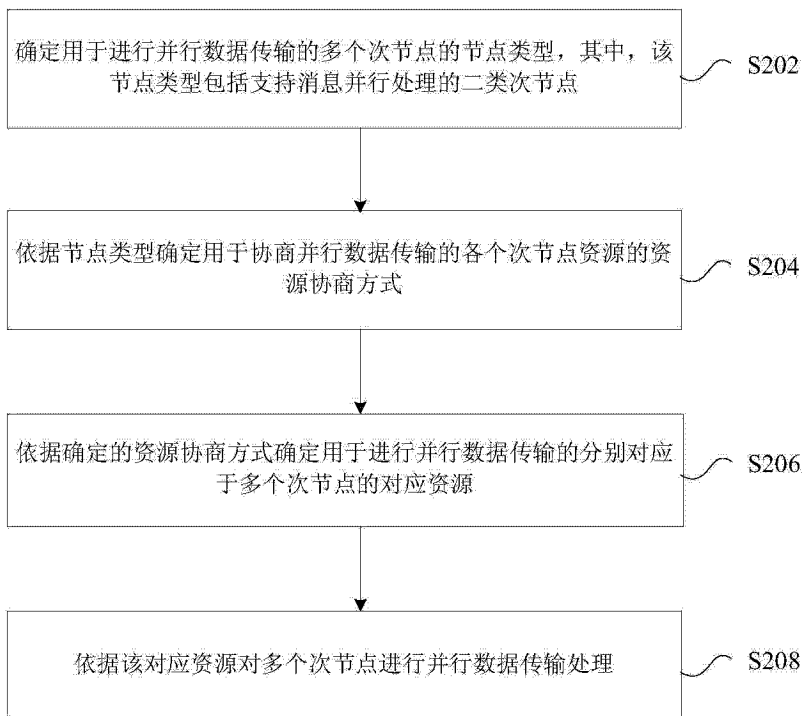 确定用于进行并行数据传输的多个次节点的节点类型，其中，该
节点类型包括支持消息并行处理的二类次节点
S202
依据节点类型确定用于协商并行数据传输的各个次节点资源的资
源协商方式
S204
依据确定的资源协商方式确定用于进行并行数据传输的分别对应
于多个次节点的对应资源
S206
依据该对应资源对多个次节点进行并行数据传输处理
S208